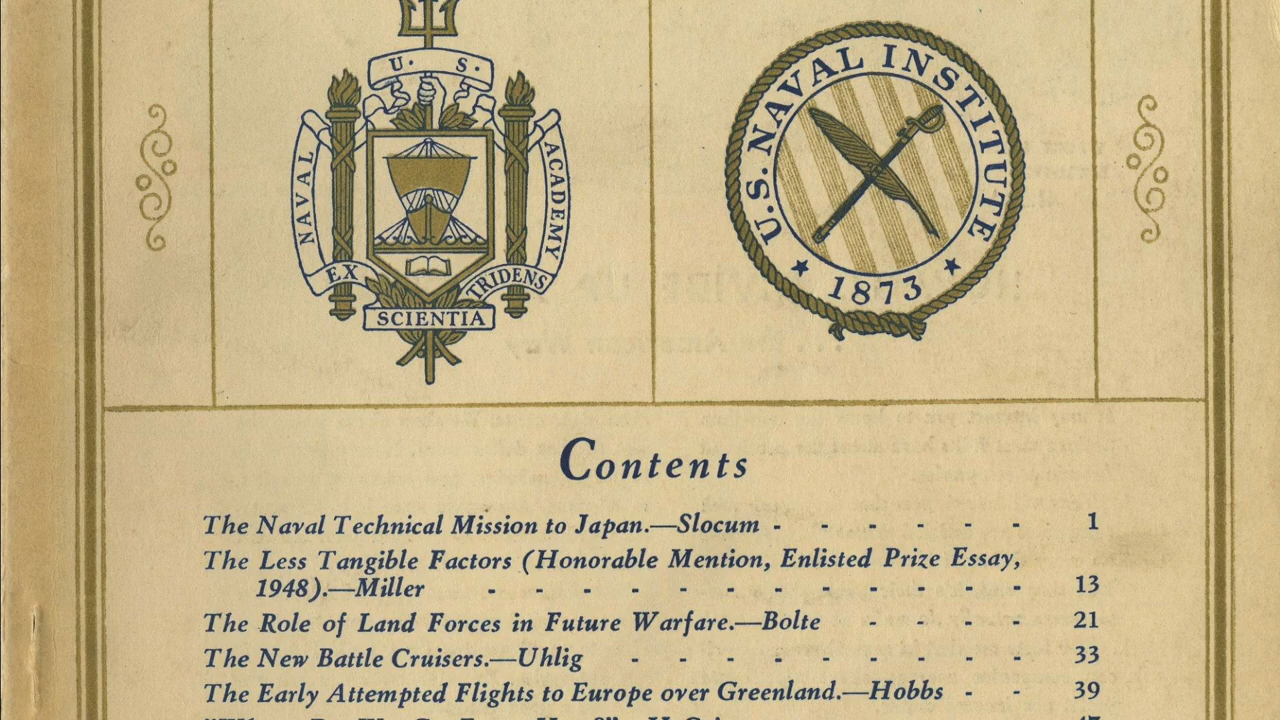 U. S.
NAVAL
ACADEMY
EX
TRIDENS
SCIENTIA
U.S. NAVAL INSTITUTE
1873
Contents
The Naval Technical Mission to Japan.—Slocum - - - - - 1
The Less Tangible Factors (Honorable Mention, Enlisted Prize Essay,
1948).—Miller - - - - - - - - - - - - 13
The Role of Land Forces in Future Warfare.—Bolte - - - - 21
The New Battle Cruisers.—Uhlig - - - - - - - - - 33
The Early Attempted Flights to Europe over Greenland.—Hobbs - - 39